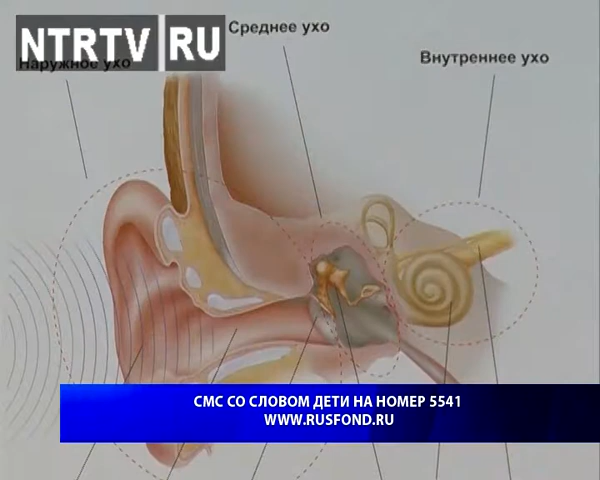 NTRTV RU
Среднее ухо
Наружное ухо
Внутреннее ухо
СМС СО СЛОВОМ ДЕТИ НА НОМЕР 5541
WWW.RUSFOND.RU